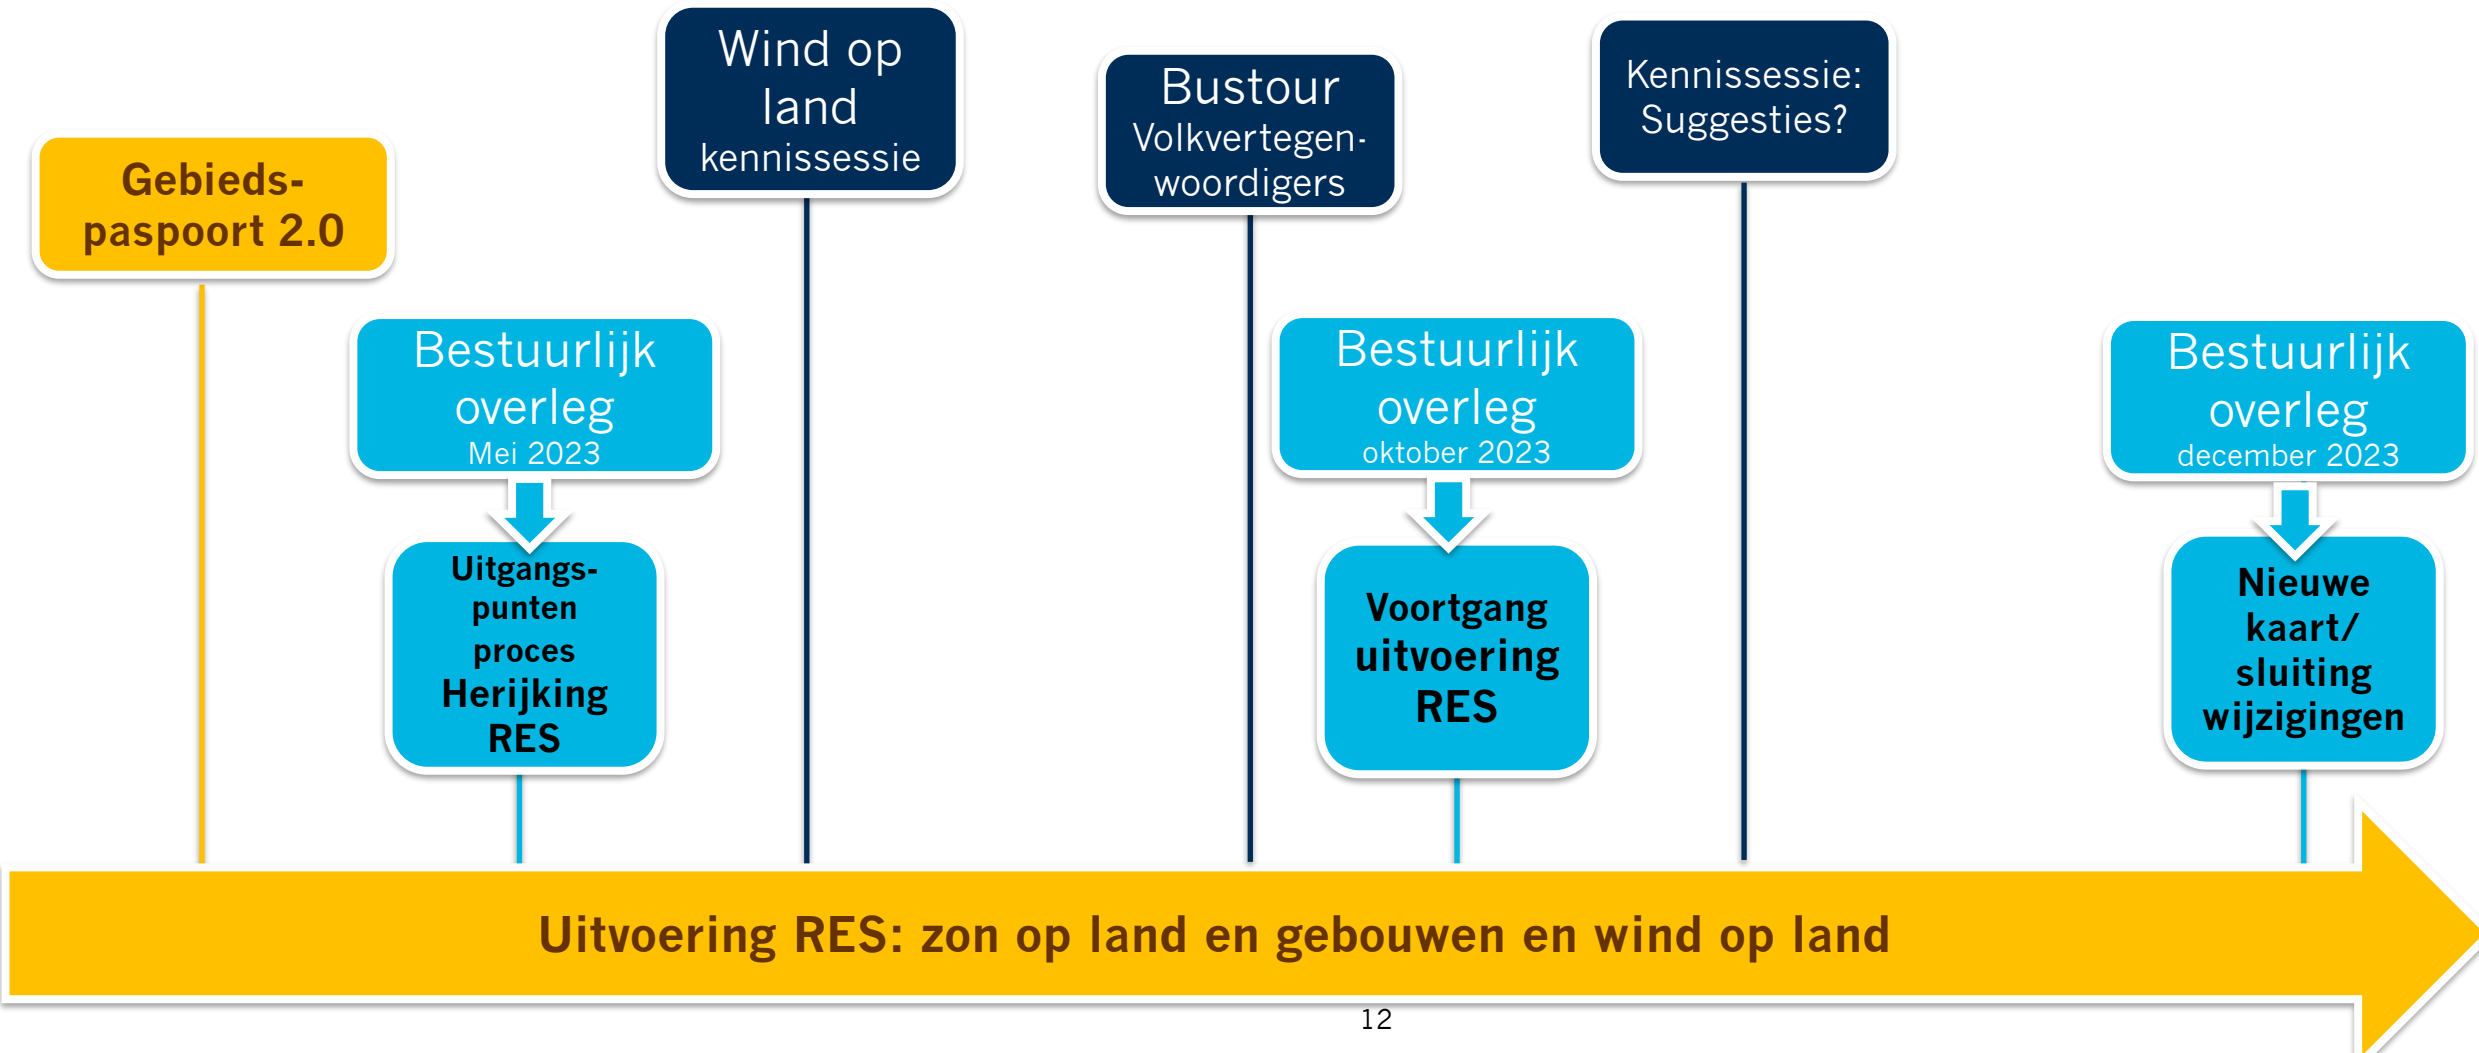 Gebieds-
paspoort 2.0
Bestuurlijk
overleg
Mei 2023
Uitgangs-
punten
proces
Herijking
RES
Wind op
land
kennissessie
Bustour
Volkvertegen-
woordigers
Bestuurlijk
overleg
oktober 2023
Voortgang
uitvoering
RES
Kennissessie:
Suggesties?
Bestuurlijk
overleg
december 2023
Nieuwe
kaart/
sluiting
wijzigingen
Uitvoering RES: zon op land en gebouwen en wind op land
12